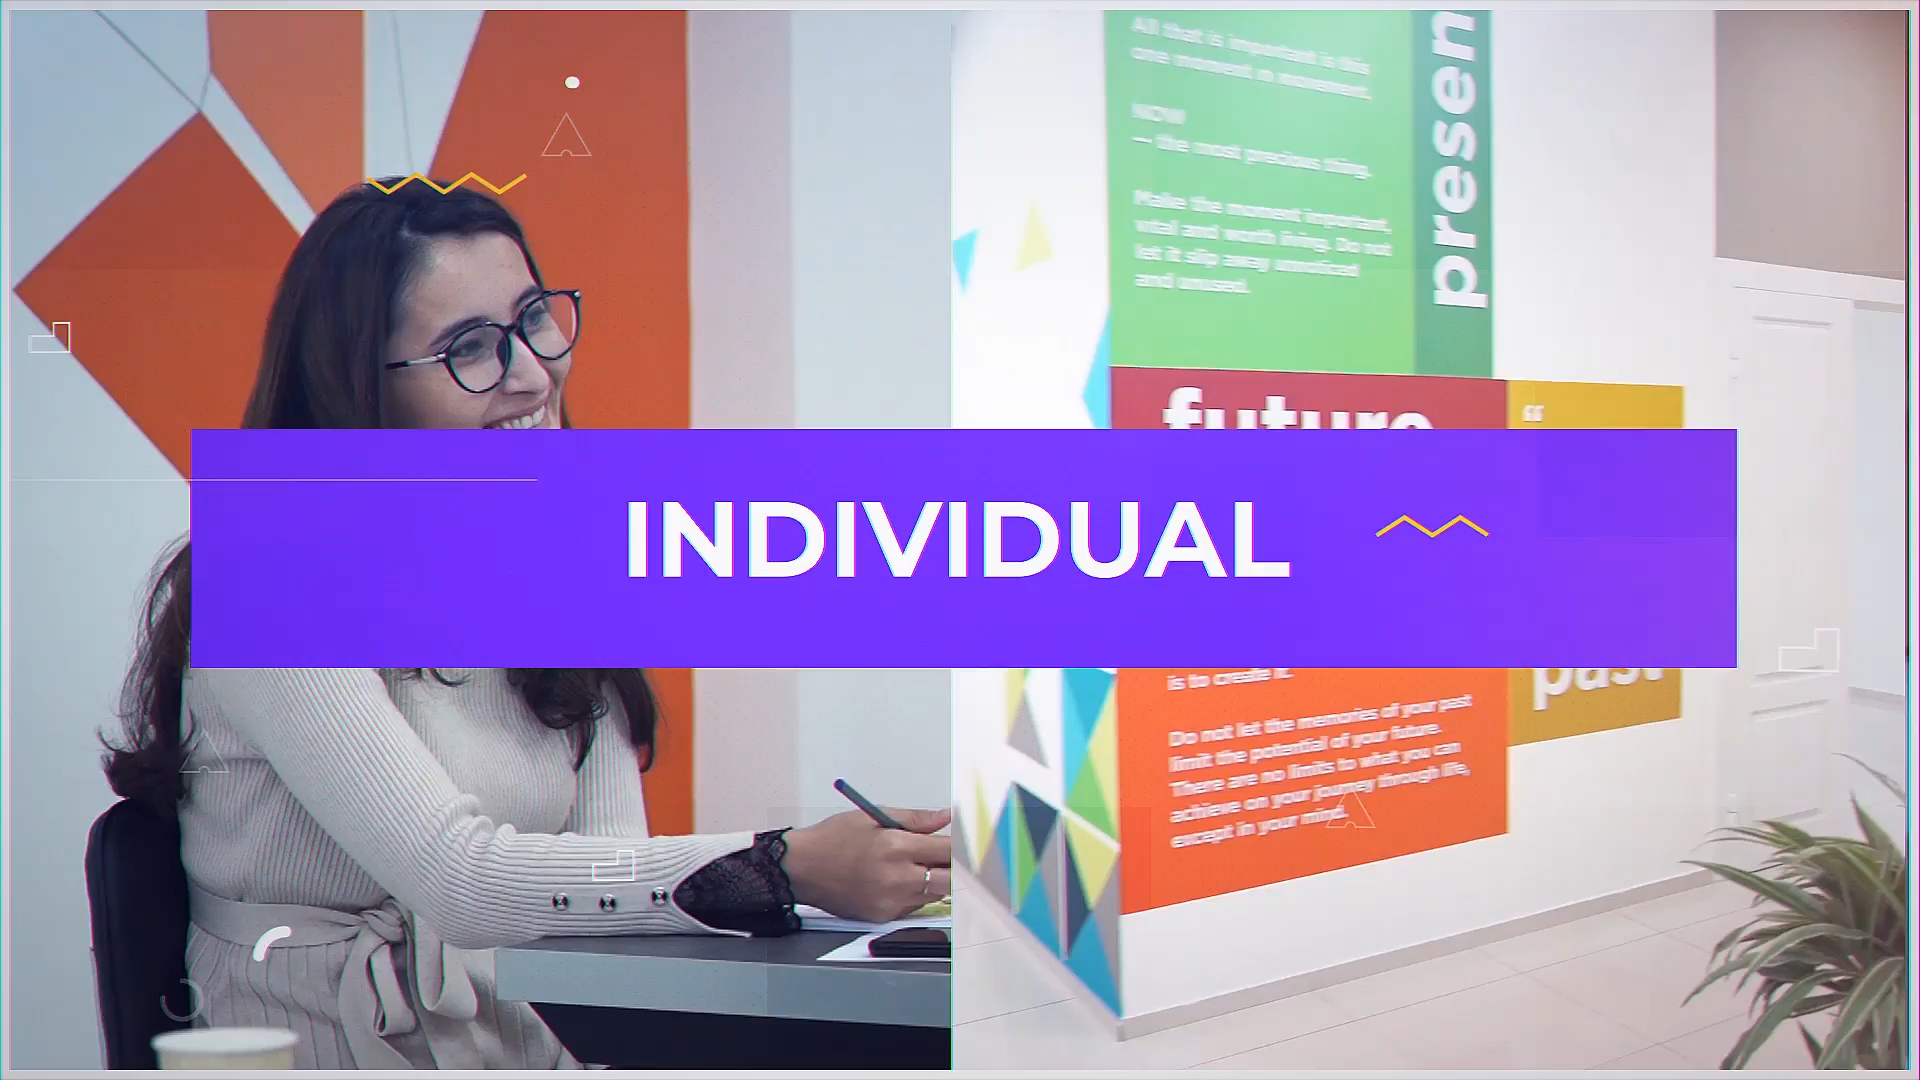 All that is important is this
one moment in movement.
NOW
— the most precious thing.
Make the moment important,
vital and worth living. Do not
let it slip away unnoticed
and unused.
presen
future
“
INDIVIDUAL
is to create it.
past
Do not let the memories of your past
limit the potential of your future.
There are no limits to what you can
achieve on your journey through life,
except in your mind.